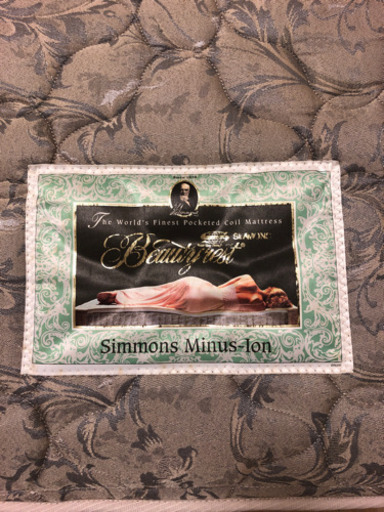 The World's Finest Pocketed Coil Mattress
Beautyrest
Simmons Minus-Ion